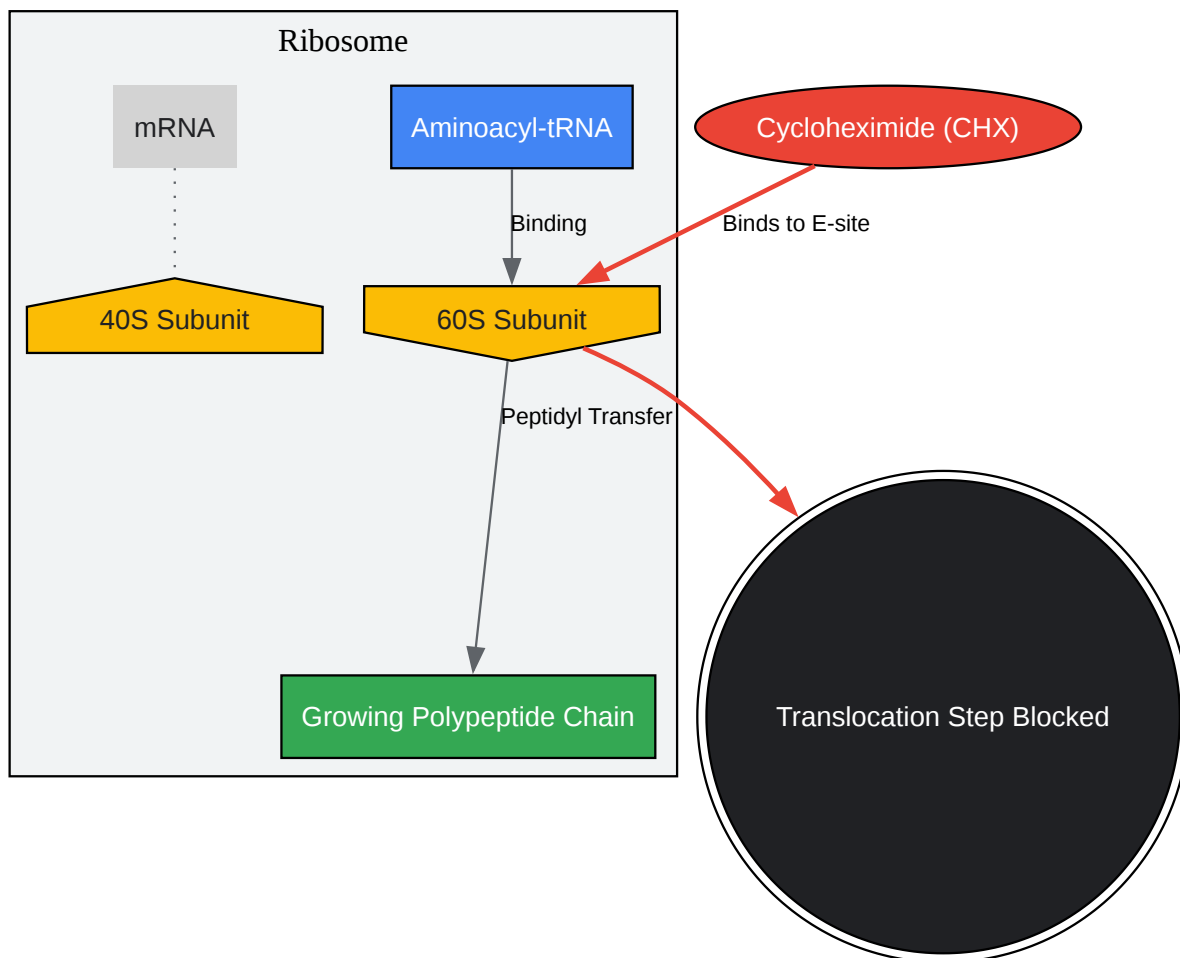 Ribosome
mRNA
Aminoacyl-tRNA
Cycloheximide (CHX)
Binding
Binds to E-site
40S Subunit
60S Subunit
Peptidyl Transfer
Growing Polypeptide Chain
Translocation Step Blocked